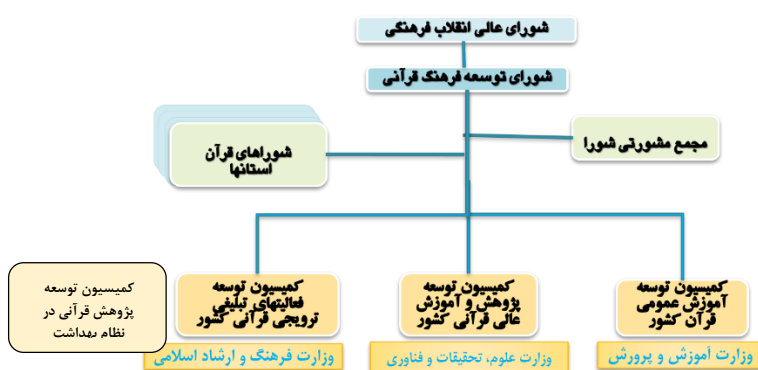 شورای عالی انقلاب فرهنگی
شورای توسعه فرهنگ قرآنی
مجمع مشورتی شورا
شوراهای قرآن
استانها
کمیسیون توسعه
آموزش عمومی
قرآن کشور
وزارت آموزش و پرورش
کمیسیون توسعه
پژوهش و آموزش
عالی قرآنی کشور
وزارت علوم، تحقیقات و فناوری
کمیسیون توسعه
فعالیتهای تبلیغی
ترویجی قرآنی کشور
وزارت فرهنگ و ارشاد اسلامی
کمیسیون توسعه
پژوهش قرآنی در
نظام بهداشت